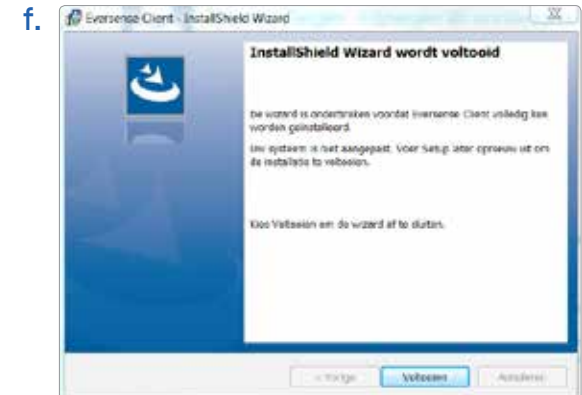 f.
Eversense Client - InstallShield Wizard
InstallShield Wizard wordt voltooid
De wizard is onderbroken voordat Eversense Client volledig kon
worden geïnstalleerd.
Uw systeem is niet aangepast. Voer Setup later opnieuw uit om
de installatie te voltooien.
Kies Voltooien om de wizard af te sluiten.
< Vorige Voltooien Annuleren